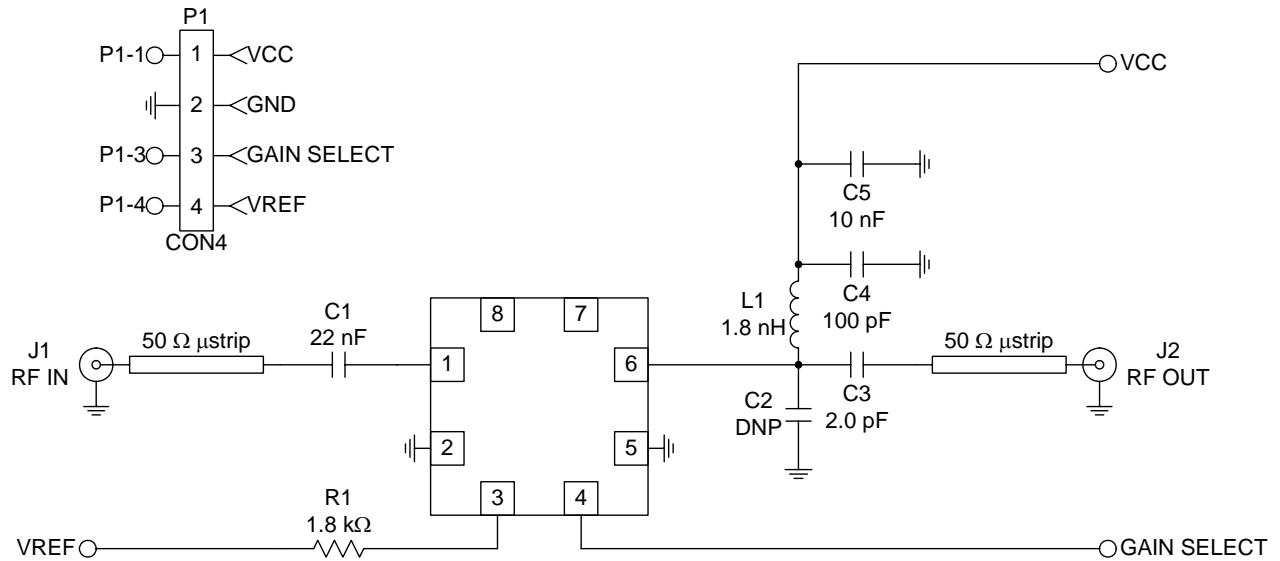 P1
P1-1
1
VCC
2
GND
P1-3
3
GAIN SELECT
P1-4
4
VREF
CON4
VCC
C5
10 nF
C4
100 pF
L1
1.8 nH
J1
RF IN
50 Ω µstrip
C1
22 nF
8
7
1
6
2
5
3
4
C2
DNP
C3
2.0 pF
50 Ω µstrip
J2
RF OUT
R1
1.8 kΩ
VREF
GAIN SELECT